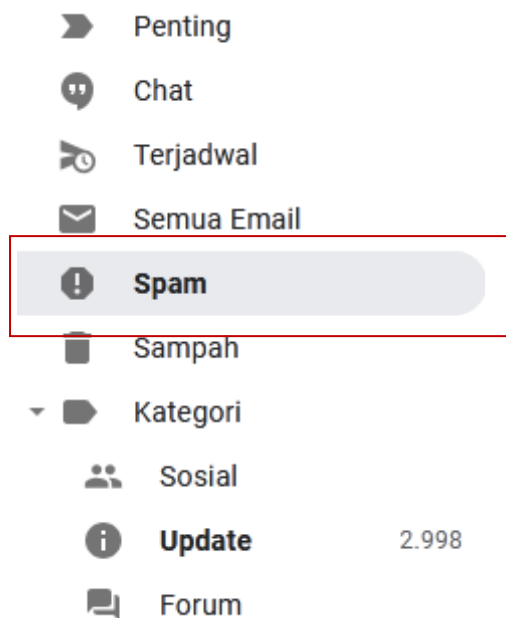 Penting
Chat
Terjadwal
Semua Email
Spam
Sampah
Kategori
Sosial
Update 2.998
Forum